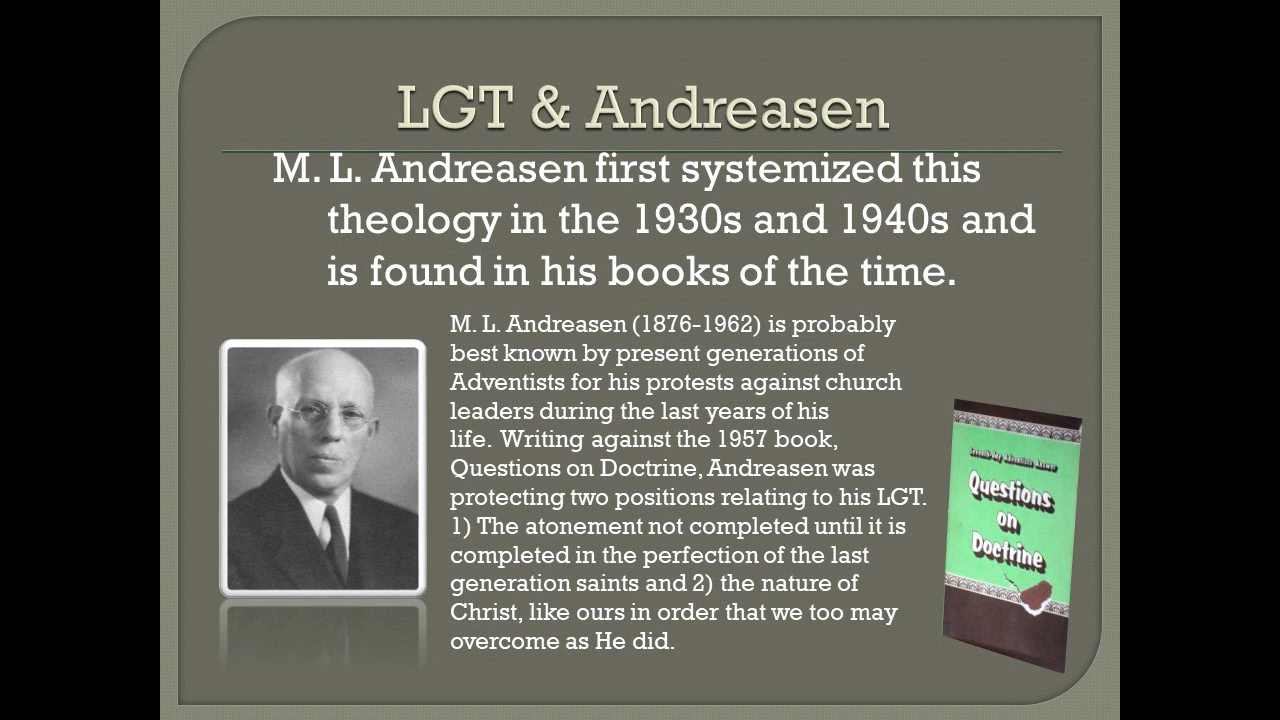 LGT & Andreasen
M. L. Andreasen first systemized this
theology in the 1930s and 1940s and
is found in his books of the time.
M. L. Andreasen (1876-1962) is probably
best known by present generations of
Adventists for his protests against church
leaders during the last years of his
life. Writing against the 1957 book,
Questions on Doctrine, Andreasen was
protecting two positions relating to his LGT.
1) The atonement not completed until it is
completed in the perfection of the last
generation saints and 2) the nature of
Christ, like ours in order that we too may
overcome as He did.
Seventh-day Adventists Answer
Questions
on
Doctrine